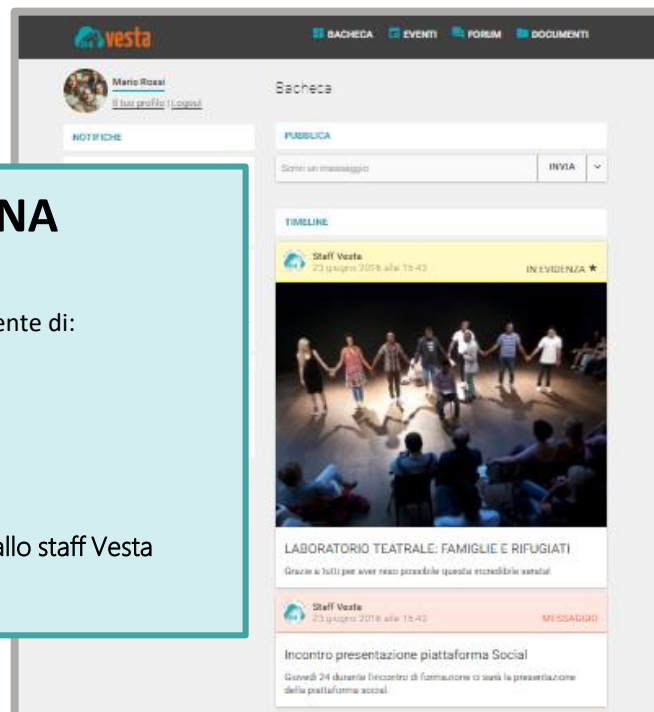 vesta
BACHECA EVENTI FORUM DOCUMENTI
Mario Rossi
Il tuo profilo | Logout
Bacheca
NOTIFICHE
PUBBLICA
Scrivi un messaggio INVIA
TIMELINE
NA
ente di:
allo staff Vesta
Staff Vesta
23 giugno 2016 alle 15:43 IN EVIDENZA ★
LABORATORIO TEATRALE: FAMIGLIE E RIFUGIATI
Grazie a tutti per aver reso possibile questa incredibile serata!
Staff Vesta
23 giugno 2016 alle 15:43 MESSAGGIO
Incontro presentazione piattaforma Social
Giovedì 24 durante l'incontro di formazione ci sarà la presentazione
della piattaforma social.